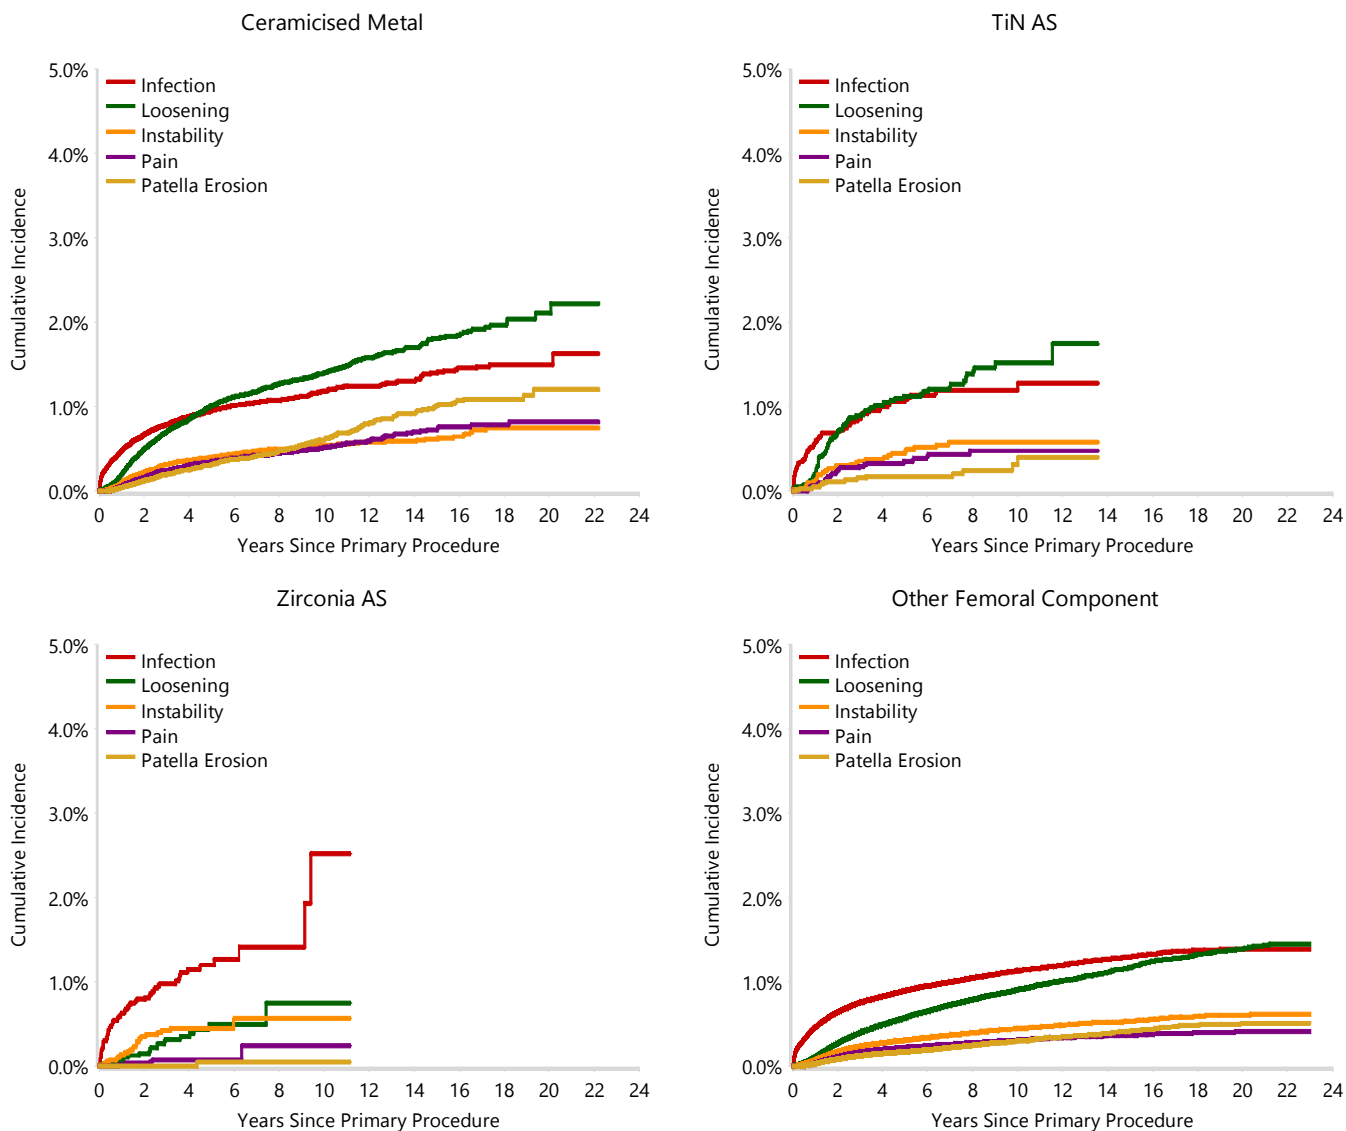 Ceramicised Metal
Cumulative Incidence
5.0%
4.0%
3.0%
2.0%
1.0%
0.0%
Infection
Loosening
Instability
Pain
Patella Erosion
0 2 4 6 8 10 12 14 16 18 20 22 24
Years Since Primary Procedure
TiN AS
Cumulative Incidence
5.0%
4.0%
3.0%
2.0%
1.0%
0.0%
Infection
Loosening
Instability
Pain
Patella Erosion
0 2 4 6 8 10 12 14 16 18 20 22 24
Years Since Primary Procedure
Zirconia AS
Cumulative Incidence
5.0%
4.0%
3.0%
2.0%
1.0%
0.0%
Infection
Loosening
Instability
Pain
Patella Erosion
0 2 4 6 8 10 12 14 16 18 20 22 24
Years Since Primary Procedure
Other Femoral Component
Cumulative Incidence
5.0%
4.0%
3.0%
2.0%
1.0%
0.0%
Infection
Loosening
Instability
Pain
Patella Erosion
0 2 4 6 8 10 12 14 16 18 20 22 24
Years Since Primary Procedure